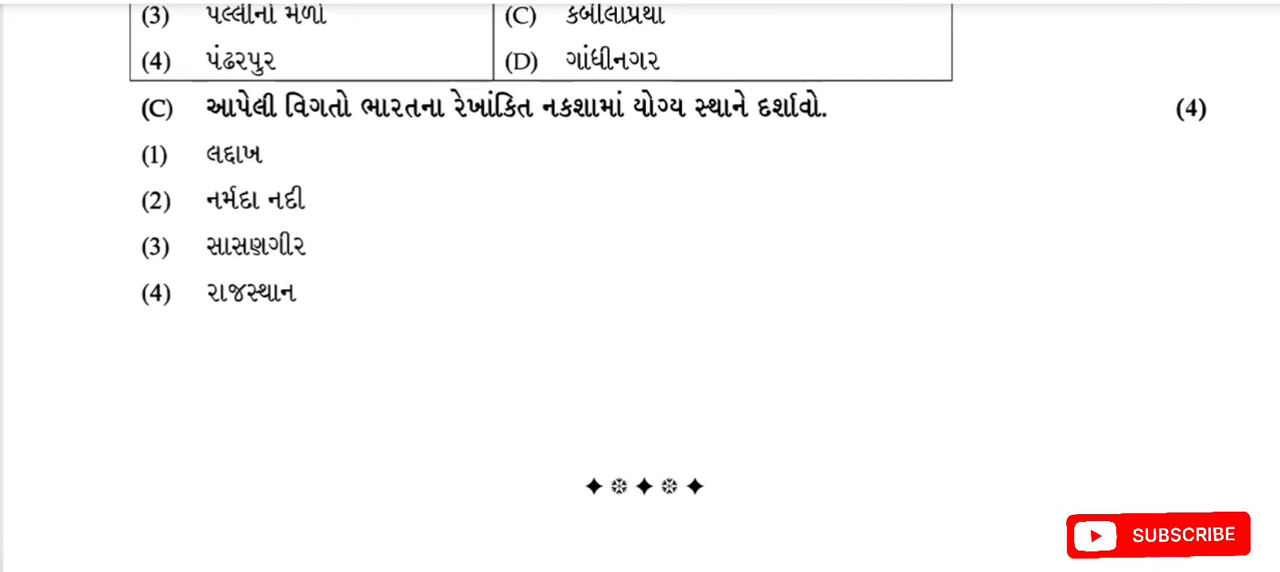 (3) પલ્લીનો મેળો (C) કબીલાપ્રથા
(4) પંઢરપુર (D) ગાંધીનગર
(C) આપેલી વિગતો ભારતના રેખાંકિત નકશામાં યોગ્ય સ્થાને દર્શાવો. (4)
(1) લદ્દાખ
(2) નર્મદા નદી
(3) સાસણગીર
(4) રાજસ્થાન
SUBSCRIBE